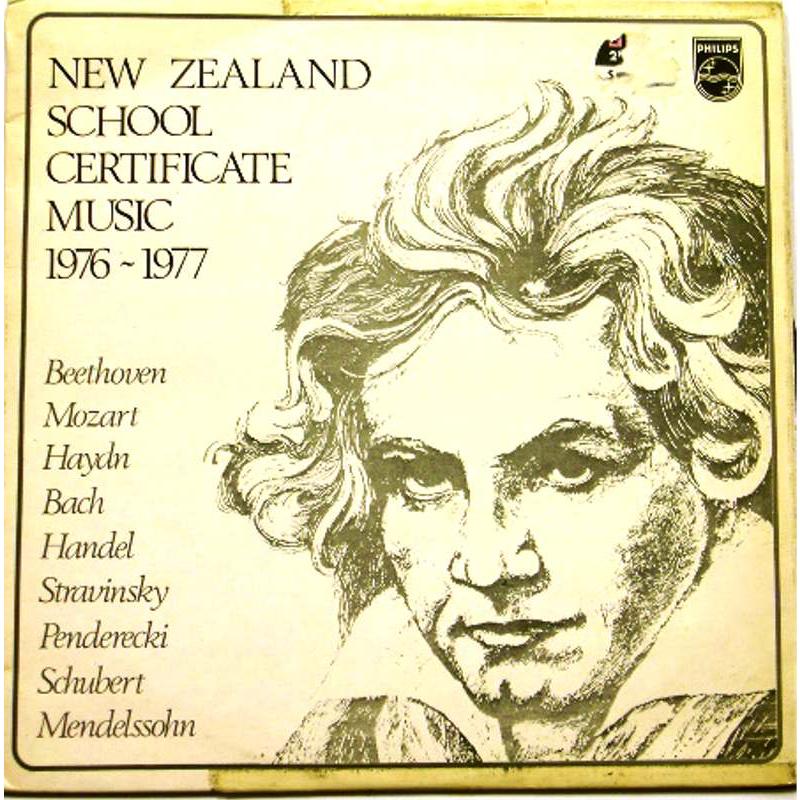 NEW ZEALAND
SCHOOL
CERTIFICATE
MUSIC
1976 ~ 1977
PHILIPS
Beethoven
Mozart
Haydn
Bach
Handel
Stravinsky
Penderecki
Schubert
Mendelssohn